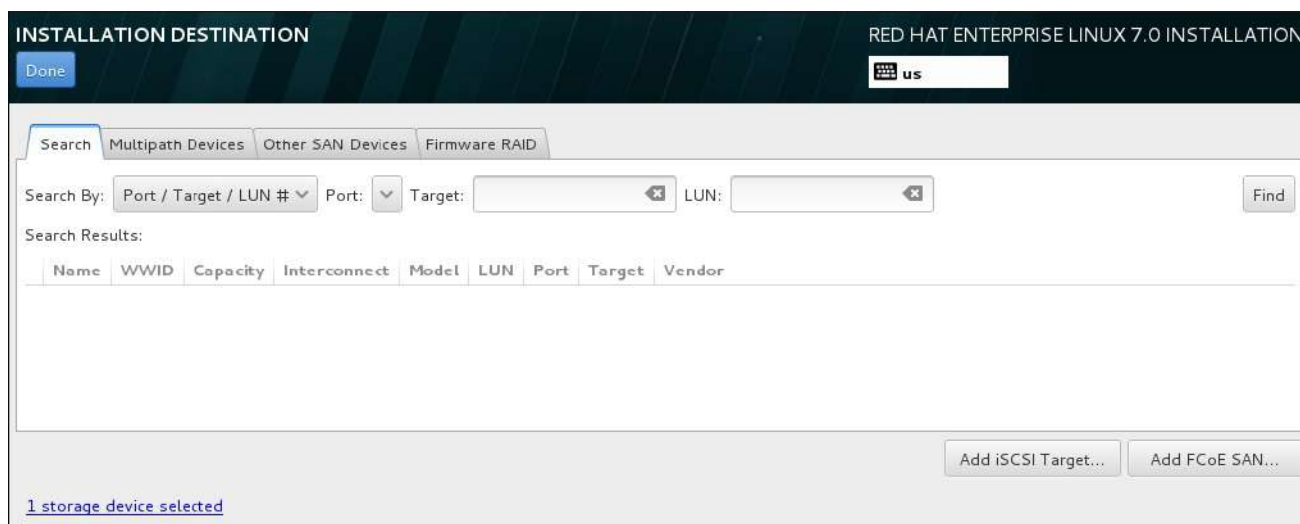 INSTALLATION DESTINATION
RED HAT ENTERPRISE LINUX 7.0 INSTALLATION
Done
us
Search Multipath Devices Other SAN Devices Firmware RAID
Search By: Port / Target / LUN # Port: Target: LUN: Find
Search Results:
Name WWID Capacity Interconnect Model LUN Port Target Vendor
Add iSCSI Target... Add FCoE SAN...
1 storage device selected